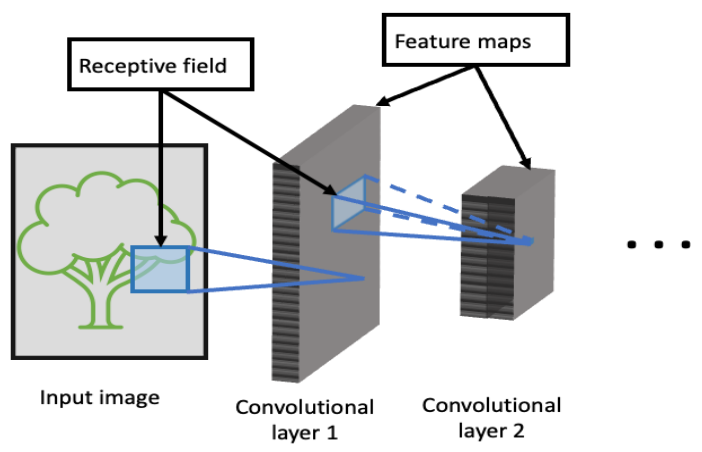 Feature maps
Receptive field
Input image
Convolutional
layer 1
Convolutional
layer 2